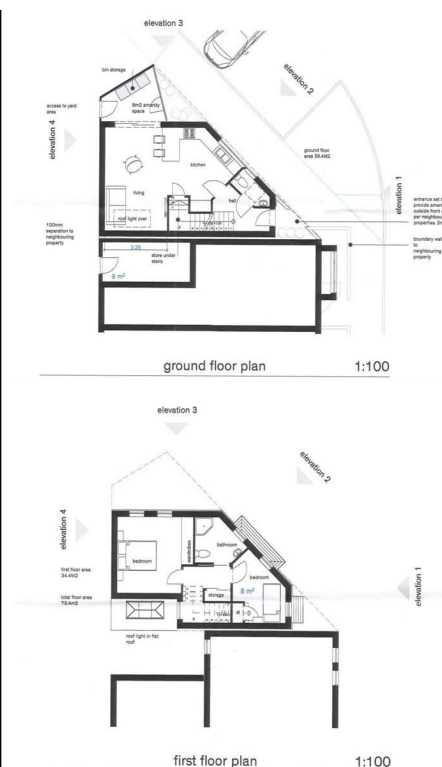 elevation 3
bin storage
6m2 amenity
space
elevation 2
access to yard
area
elevation 4
kitchen
ground floor
area 39.4M2
living
hall
roof light over
elevation 1
entrance set b
provide amen
outside front
per neighbou
properties. 3m
100mm
separation to
neighbouring
property
boundary wall
to
neighbouring
property
3.26
store under
stairs
9 m²
ground floor plan 1:100
elevation 3
elevation 2
elevation 4
bathroom
wardrobes
bedroom
bedroom
8 m²
storage
first floor area
34.4M2
total floor area
73.4m2
elevation 1
roof light in flat
roof
first floor plan 1:100